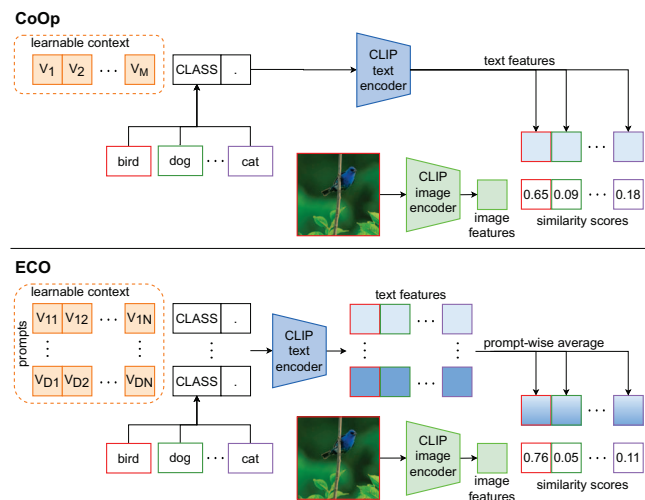 CoOp
learnable context
V1 V2 ... VM
CLASS .
CLIP
text
encoder
text features
bird dog ... cat
CLIP
image
encoder
image
features
0.65 0.09 ... 0.18
similarity scores
ECO
learnable context
prompts
V11 V12 ... V1N
CLASS .
VD1 VD2 ... VDN
CLASS .
CLIP
text
encoder
text features
prompt-wise average
bird dog ... cat
CLIP
image
encoder
image
features
0.76 0.05 ... 0.11
similarity scores